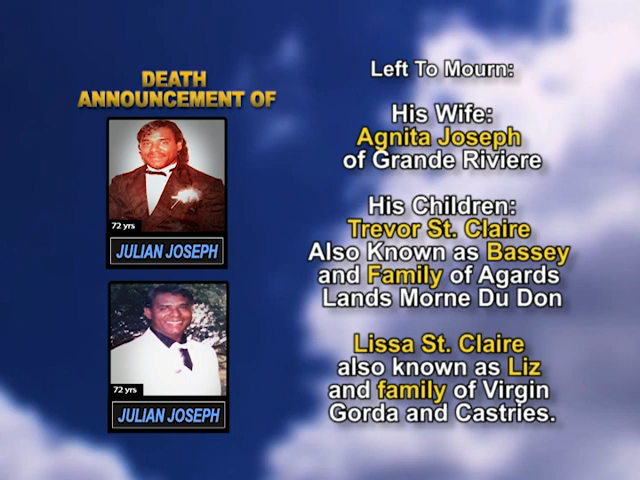 DEATH
ANNOUNCEMENT OF
72 yrs
JULIAN JOSEPH
72 yrs
JULIAN JOSEPH
Left To Mourn:
His Wife:
Agnita Joseph
of Grande Riviere
His Children:
Trevor St. Claire
Also Known as Bassey
and Family of Agards
Lands Morne Du Don
Lissa St. Claire
also known as Liz
and family of Virgin
Gorda and Castries.